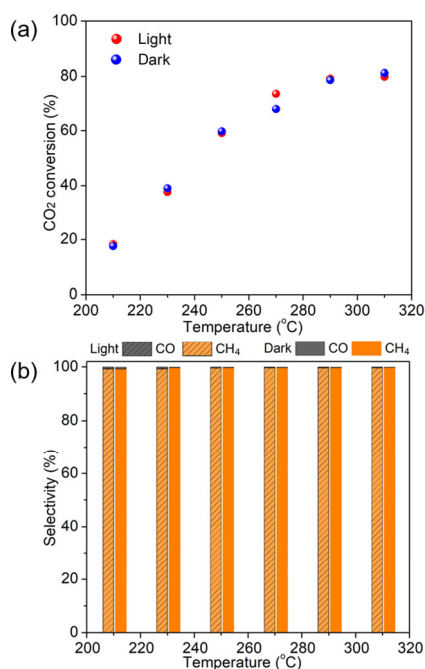 (a)
Light
Dark
100
80
60
40
20
0
CO₂ conversion (%)
200 220 240 260 280 300 320
Temperature (°C)
Light CO CH₄ Dark CO CH₄
(b)
100
80
60
40
20
0
Selectivity (%)
200 220 240 260 280 300 320
Temperature (°C)